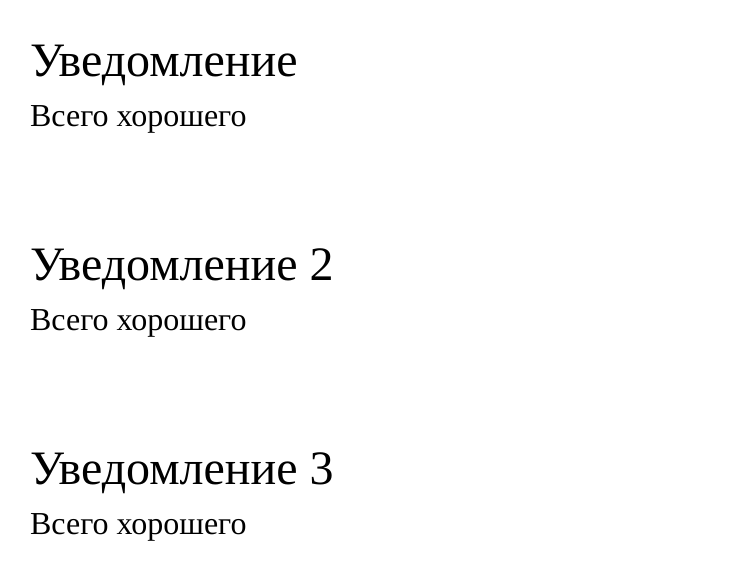 Уведомление
Всего хорошего
Уведомление 2
Всего хорошего
Уведомление 3
Всего хорошего